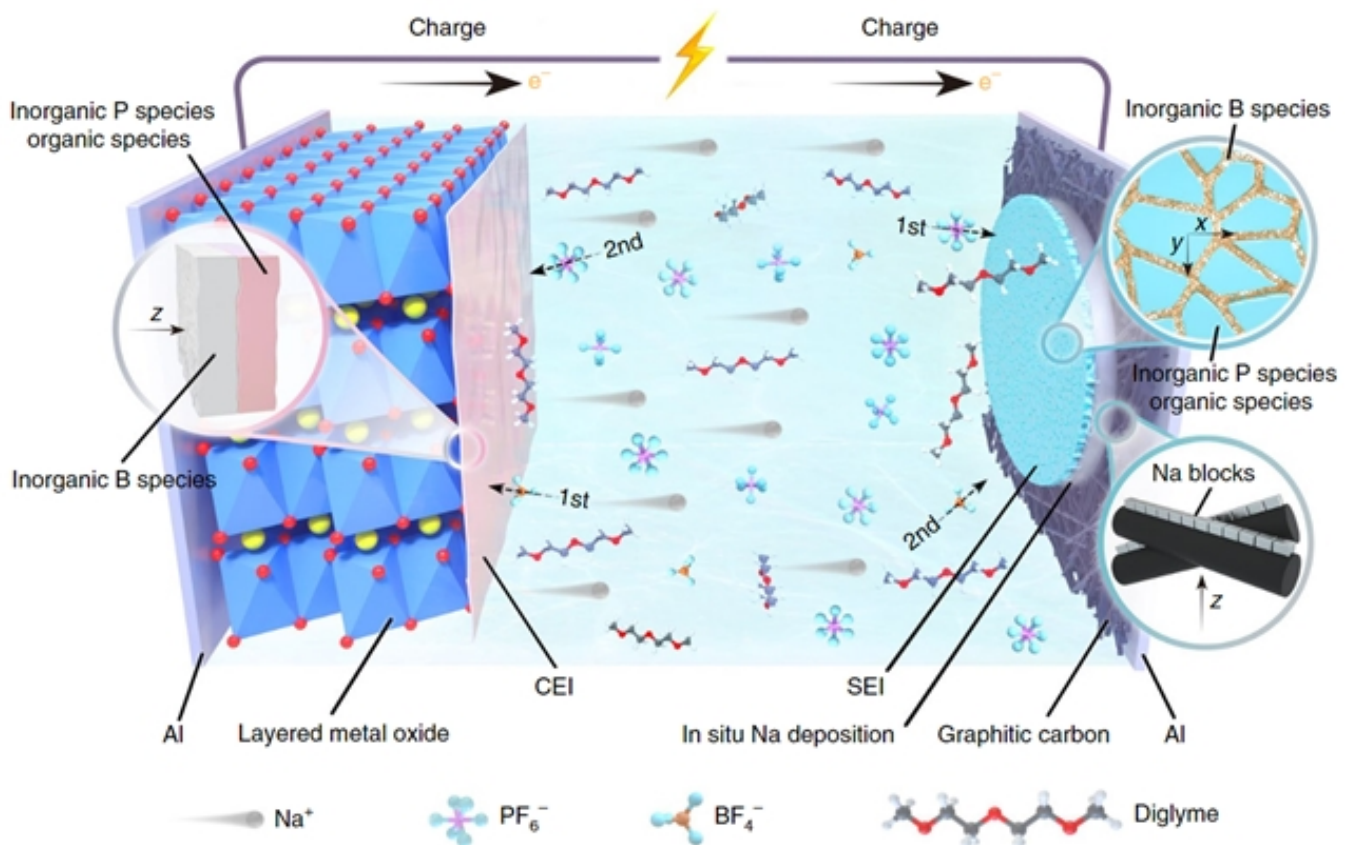 Charge
Charge
e⁻
e⁻
Inorganic P species
organic species
Inorganic B species
2nd
1st
x
y
z
Inorganic P species
organic species
Inorganic B species
1st
2nd
Na blocks
z
CEI
SEI
Al
Layered metal oxide
In situ Na deposition
Graphitic carbon
Al
Na⁺
PF₆⁻
BF₄⁻
Diglyme